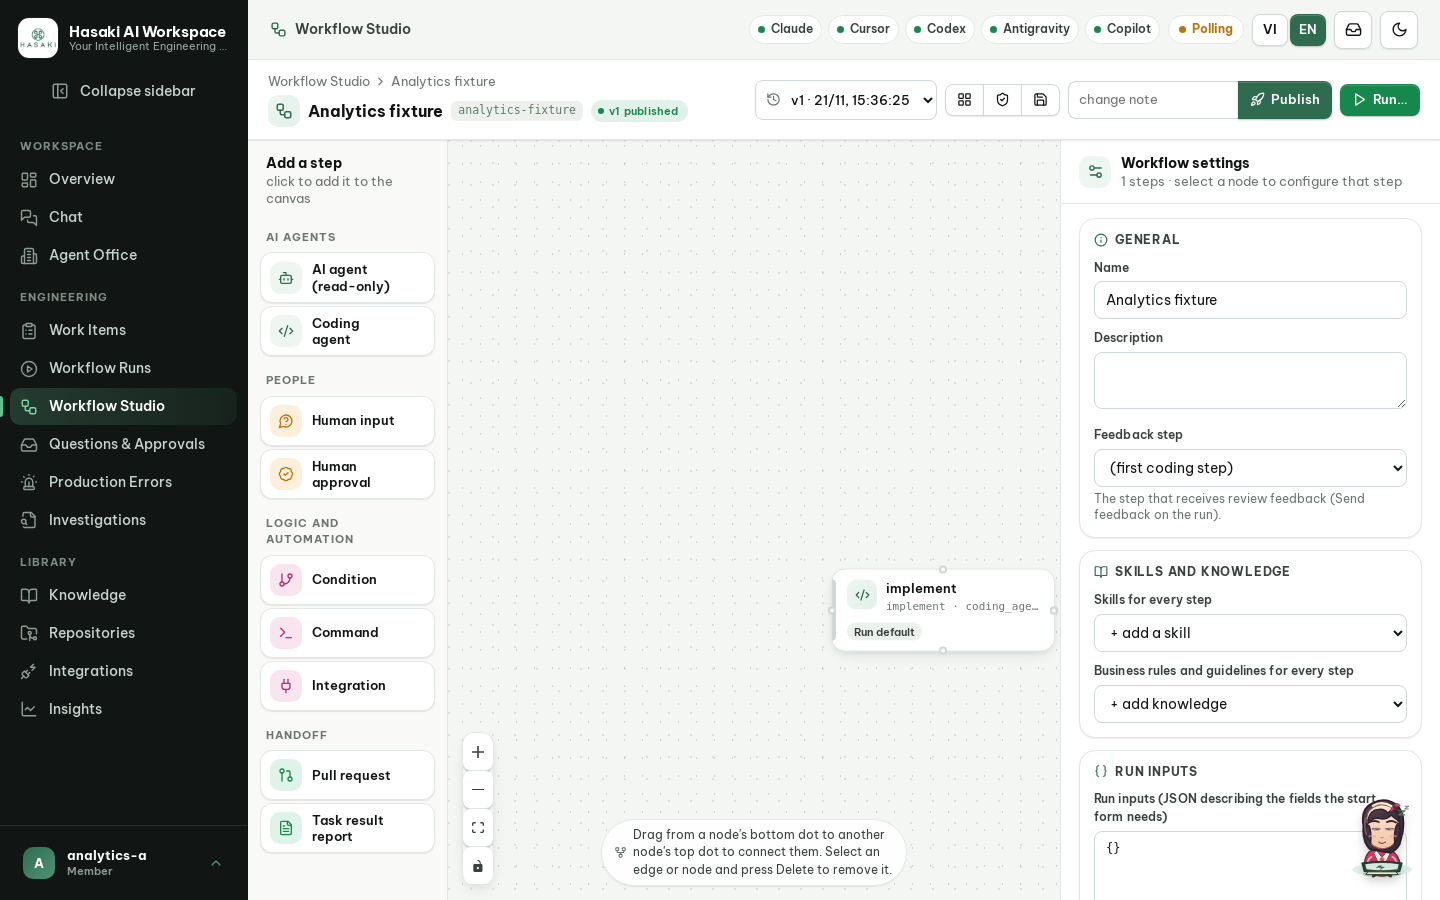 HASAKI
Hasaki AI Workspace
Your Intelligent Engineering ...
Collapse sidebar
WORKSPACE
Overview
Chat
Agent Office
ENGINEERING
Work Items
Workflow Runs
Workflow Studio
Questions & Approvals
Production Errors
Investigations
LIBRARY
Knowledge
Repositories
Integrations
Insights
A
analytics-a
Member
Workflow Studio
Claude
Cursor
Codex
Antigravity
Copilot
Polling
VI
EN
Workflow Studio > Analytics fixture
Analytics fixture
analytics-fixture
v1 published
v1 · 21/11, 15:36:25
change note
Publish
Run...
Add a step
click to add it to the
canvas
AI AGENTS
AI agent
(read-only)
Coding
agent
PEOPLE
Human input
Human
approval
LOGIC AND
AUTOMATION
Condition
Command
Integration
HANDOFF
Pull request
Task result
report
implement
implement · coding_age…
Run default
Drag from a node's bottom dot to another
node's top dot to connect them. Select an
edge or node and press Delete to remove it.
Workflow settings
1 steps · select a node to configure that step
GENERAL
Name
Analytics fixture
Description
Feedback step
(first coding step)
The step that receives review feedback (Send
feedback on the run).
SKILLS AND KNOWLEDGE
Skills for every step
+ add a skill
Business rules and guidelines for every step
+ add knowledge
RUN INPUTS
Run inputs (JSON describing the fields the start
form needs)
{}